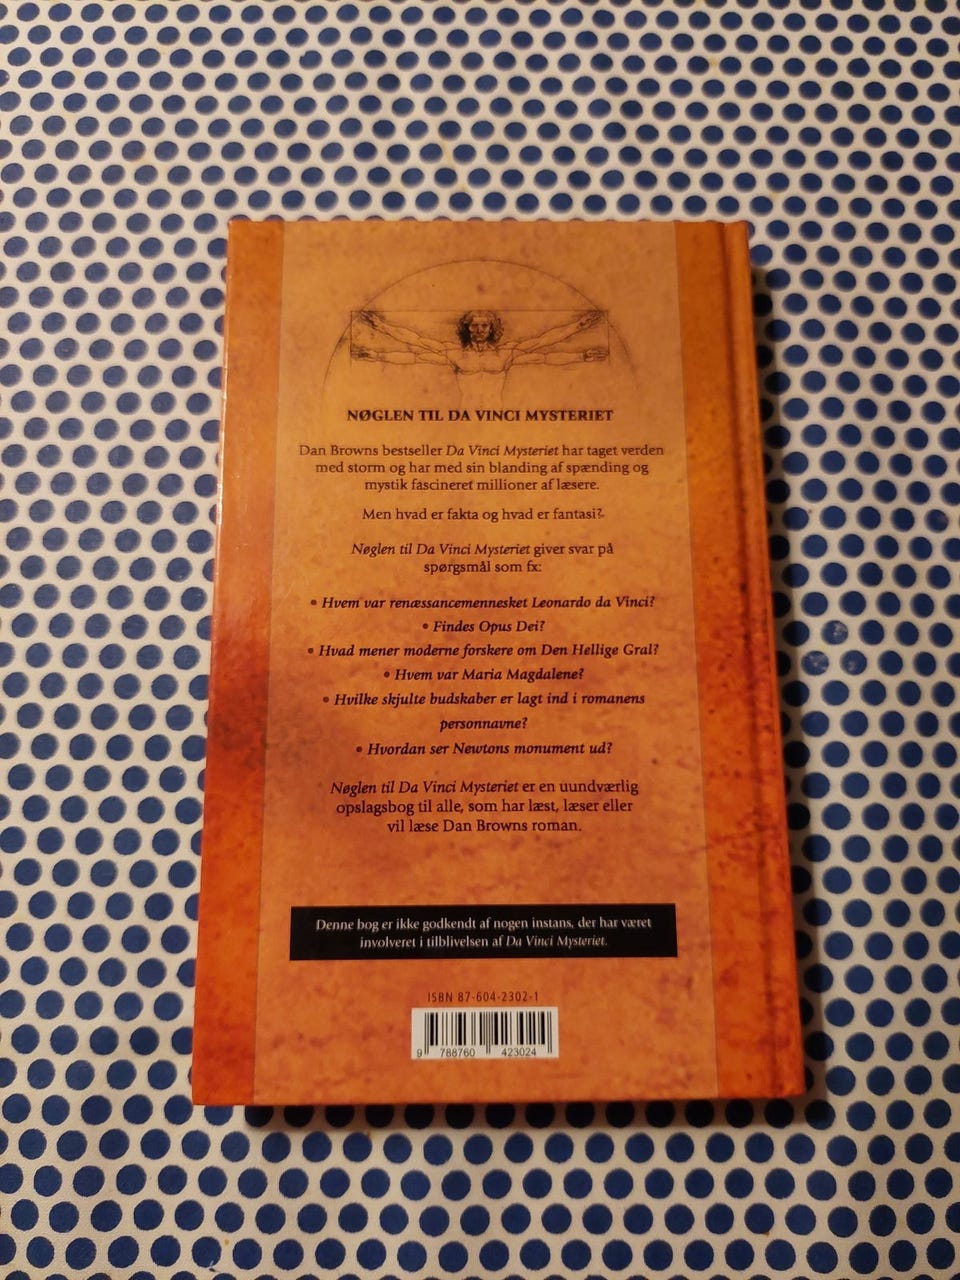 NØGLEN TIL DA VINCI MYSTERIET
Dan Browns bestseller Da Vinci Mysteriet har taget verden
med storm og har med sin blanding af spænding og
mystik fascineret millioner af læsere.
Men hvad er fakta og hvad er fantasi?
Nøglen til Da Vinci Mysteriet giver svar på
spørgsmål som fx:
• Hvem var renæssancemennesket Leonardo da Vinci?
• Findes Opus Dei?
• Hvad mener moderne forskere om Den Hellige Gral?
• Hvem var Maria Magdalene?
• Hvilke skjulte budskaber er lagt ind i romanens
personnavne?
• Hvordan ser Newtons monument ud?
Nøglen til Da Vinci Mysteriet er en uundværlig
opslagsbog til alle, som har læst, læser eller
vil læse Dan Browns roman.
Denne bog er ikke godkendt af nogen instans, der har været
involveret i tilblivelsen af Da Vinci Mysteriet.
ISBN 87-604-2302-1
9 788760 423024